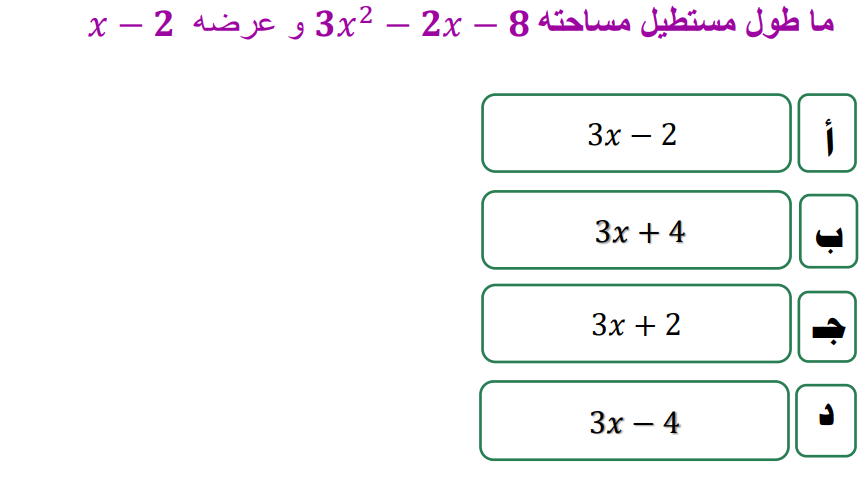 ما طول مستطيل مساحته 3x² − 2x − 8 و عرضه x − 2
أ 3x − 2
ب 3x + 4
جـ 3x + 2
د 3x − 4